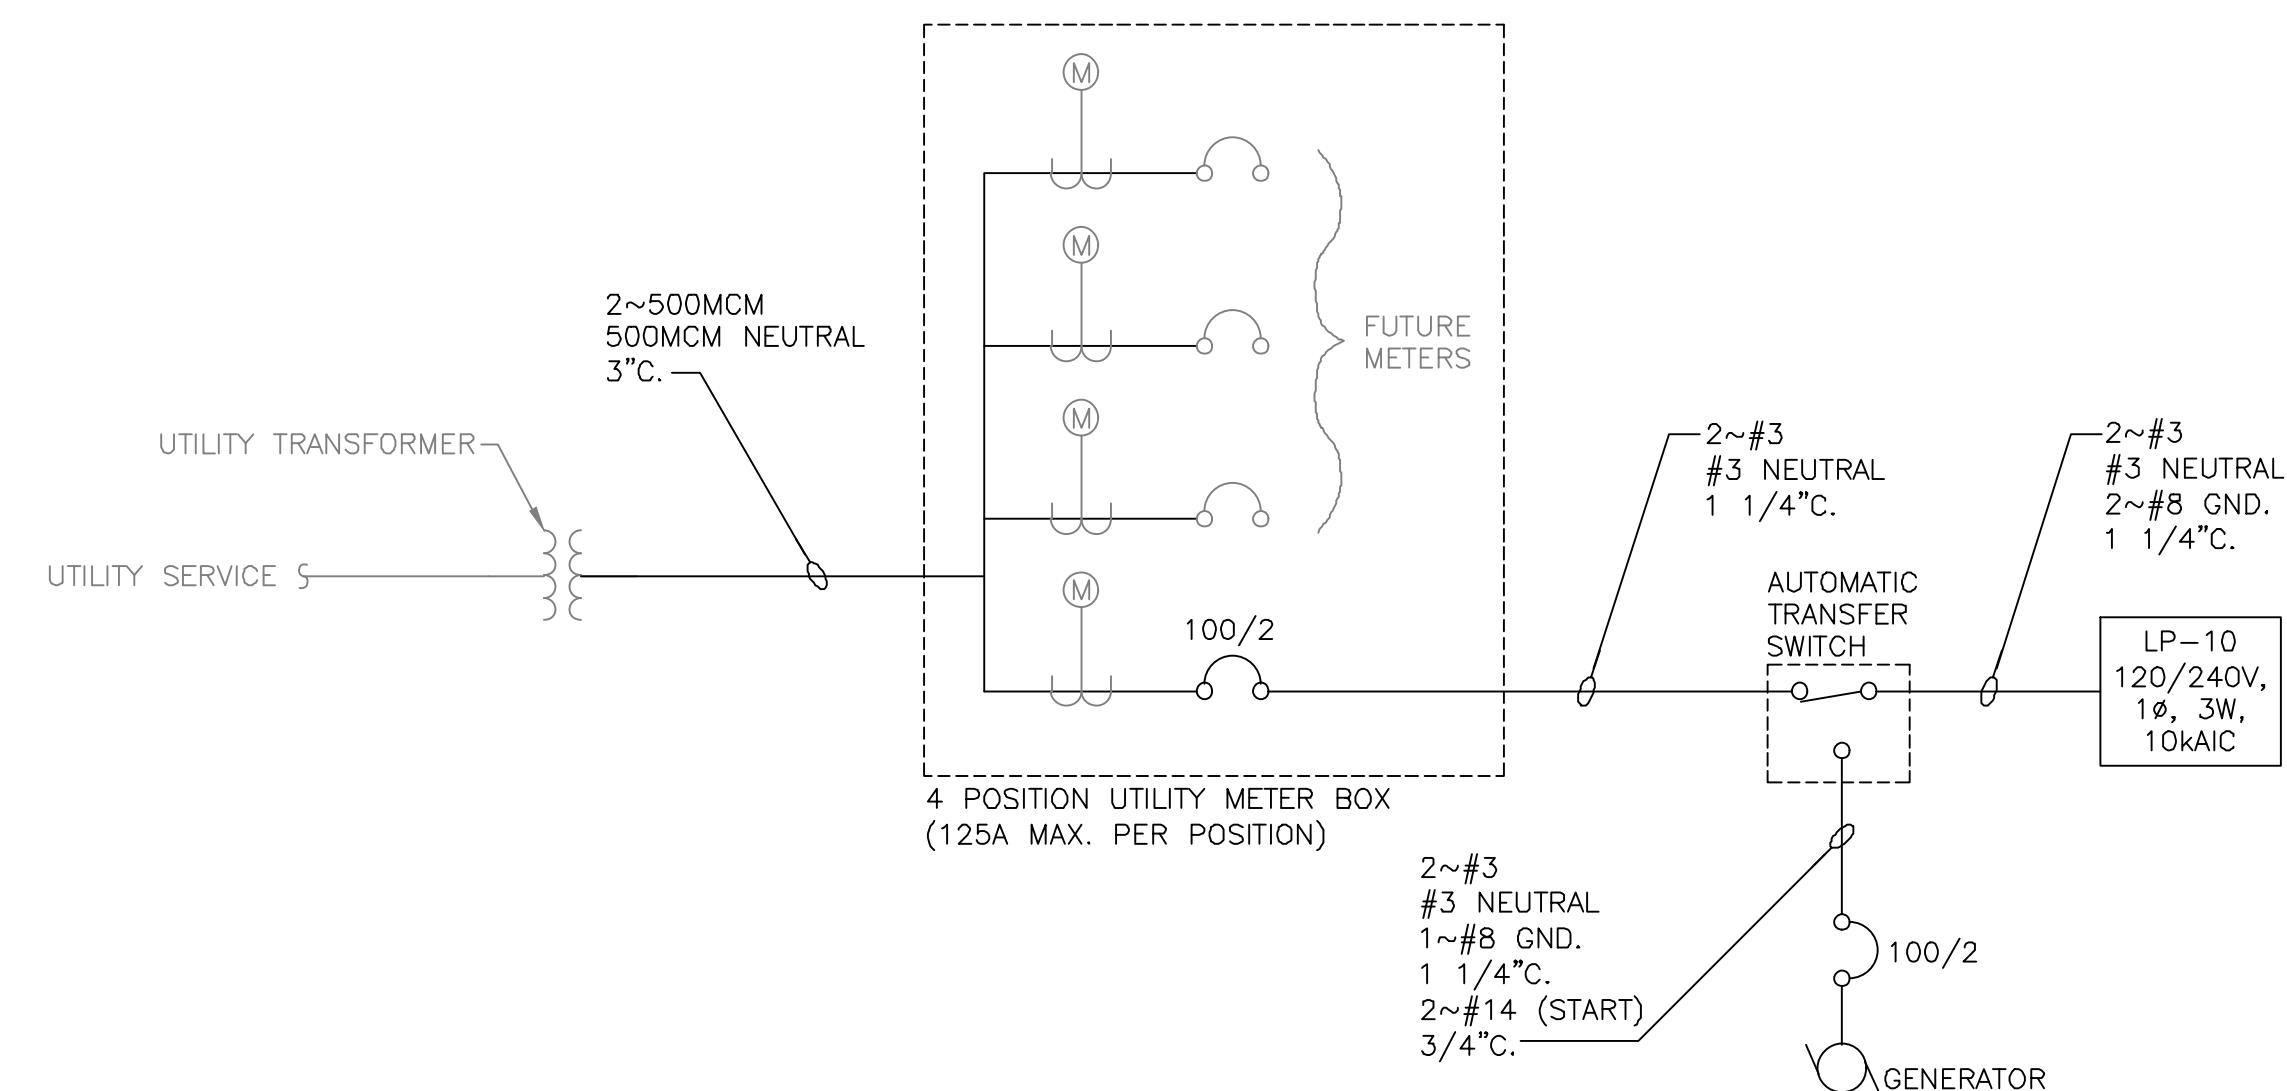 M
M
2~500MCM
500MCM NEUTRAL
3"C.
FUTURE
METERS
M
UTILITY TRANSFORMER
UTILITY SERVICE
M
100/2
2~#3
#3 NEUTRAL
1 1/4"C.
2~#3
#3 NEUTRAL
2~#8 GND.
1 1/4"C.
AUTOMATIC
TRANSFER
SWITCH
LP-10
120/240V,
1ø, 3W,
10kAIC
4 POSITION UTILITY METER BOX
(125A MAX. PER POSITION)
2~#3
#3 NEUTRAL
1~#8 GND.
1 1/4"C.
2~#14 (START)
3/4"C.
100/2
GENERATOR